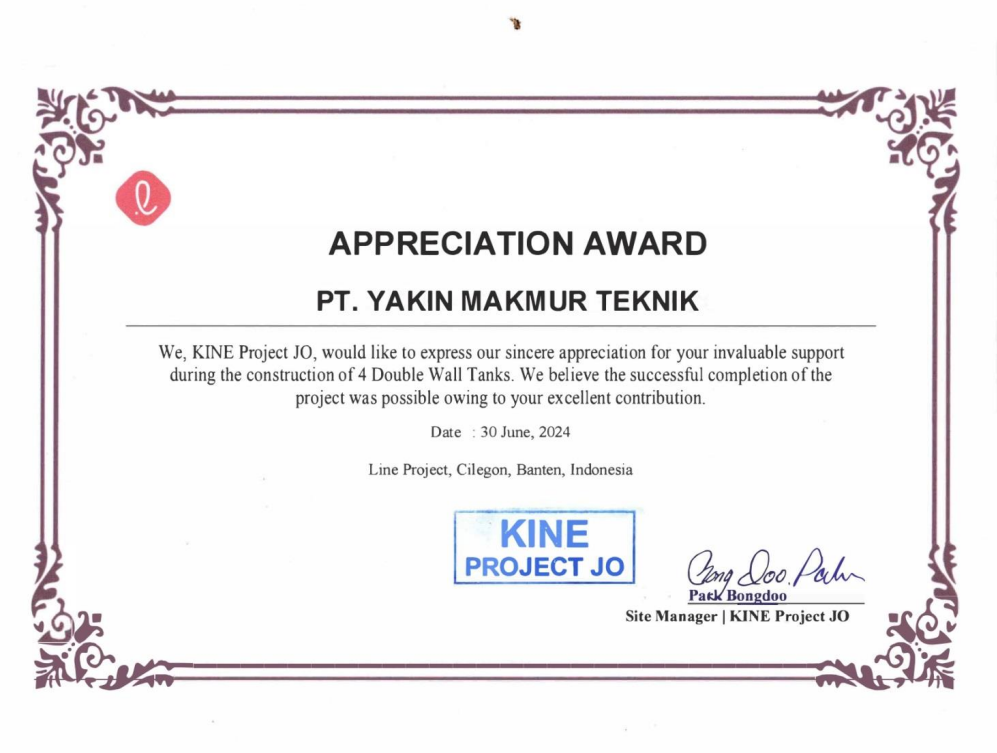 APPRECIATION AWARD
PT. YAKIN MAKMUR TEKNIK
We, KINE Project JO, would like to express our sincere appreciation for your invaluable support
during the construction of 4 Double Wall Tanks. We believe the successful completion of the
project was possible owing to your excellent contribution.
Date : 30 June, 2024
Line Project, Cilegon, Banten, Indonesia
KINE
PROJECT JO
Park Bongdoo
Site Manager | KINE Project JO